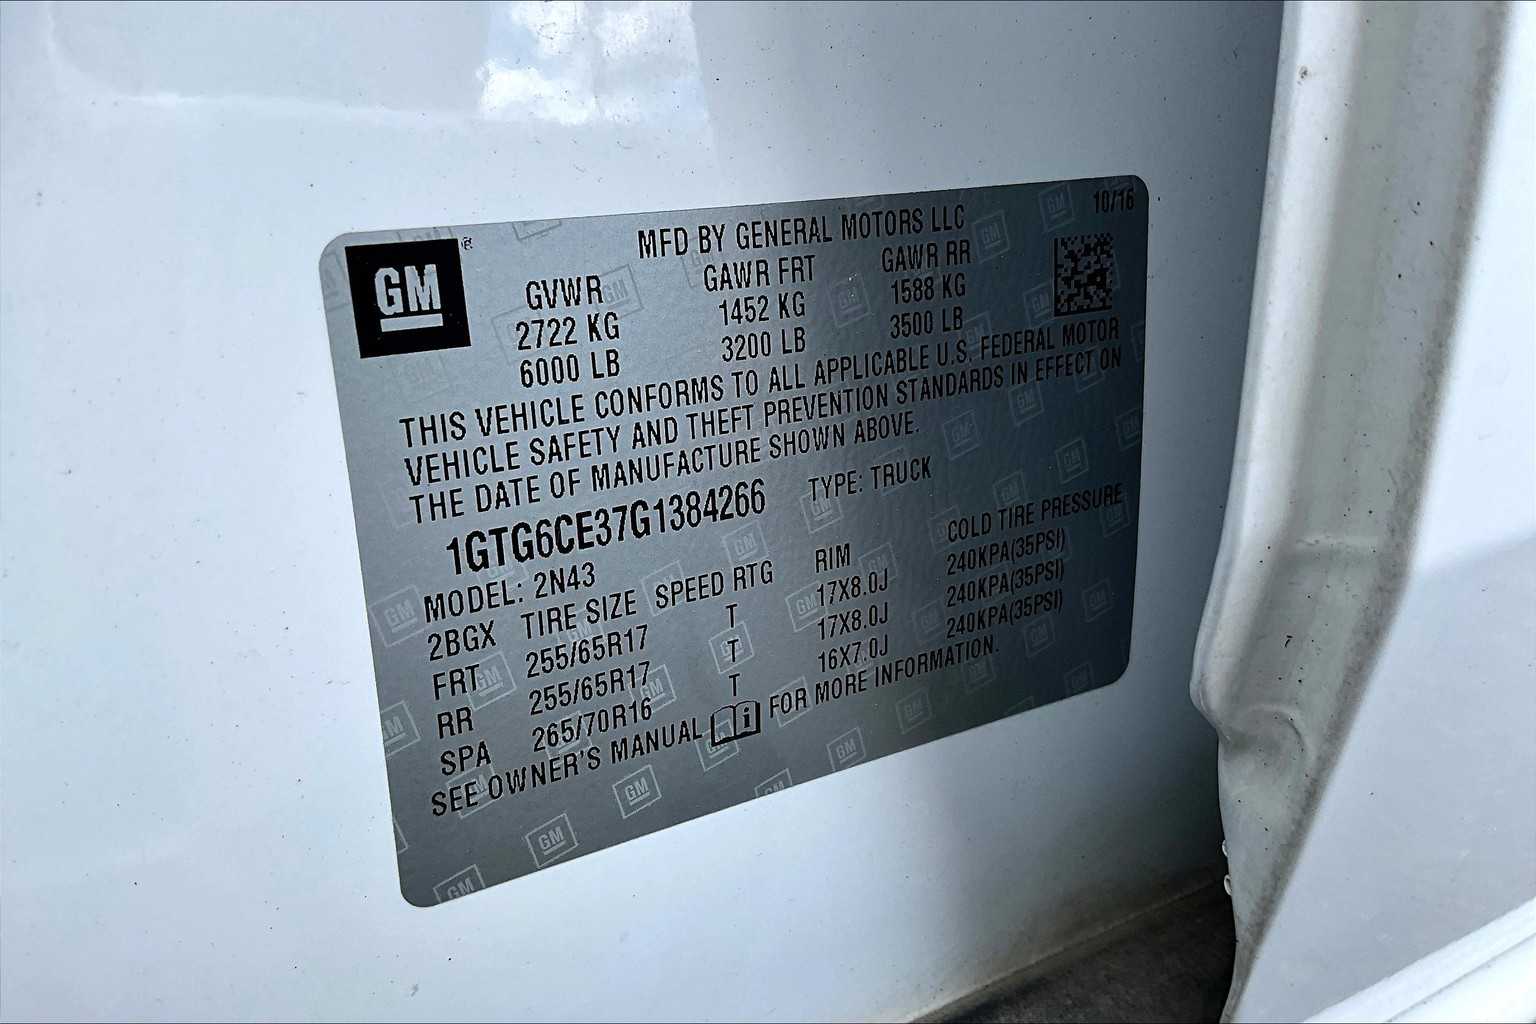 10/16
GM ®
MFD BY GENERAL MOTORS LLC
GVWR GAWR FRT GAWR RR
2722 KG 1452 KG 1588 KG
6000 LB 3200 LB 3500 LB
THIS VEHICLE CONFORMS TO ALL APPLICABLE U.S. FEDERAL MOTOR
VEHICLE SAFETY AND THEFT PREVENTION STANDARDS IN EFFECT ON
THE DATE OF MANUFACTURE SHOWN ABOVE.
1GTG6CE37G1384266 TYPE: TRUCK
MODEL: 2N43
2BGX TIRE SIZE SPEED RTG RIM COLD TIRE PRESSURE
FRT 255/65R17 T 17X8.0J 240KPA(35PSI)
RR 255/65R17 T 17X8.0J 240KPA(35PSI)
SPA 265/70R16 T 16X7.0J 240KPA(35PSI)
SEE OWNER'S MANUAL i FOR MORE INFORMATION.